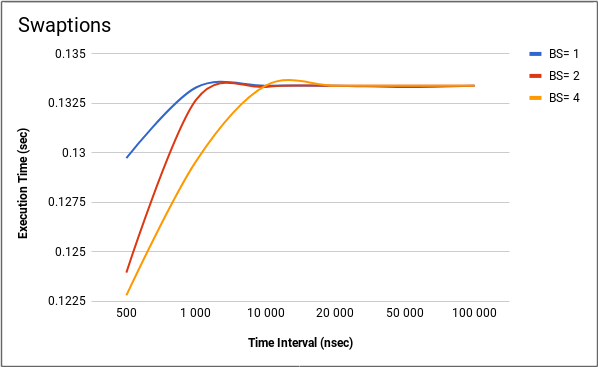 Swaptions
0.135
0.1325
0.13
0.1275
0.125
0.1225
Execution Time (sec)
500 1 000 10 000 20 000 50 000 100 000
Time Interval (nsec)
BS= 1
BS= 2
BS= 4